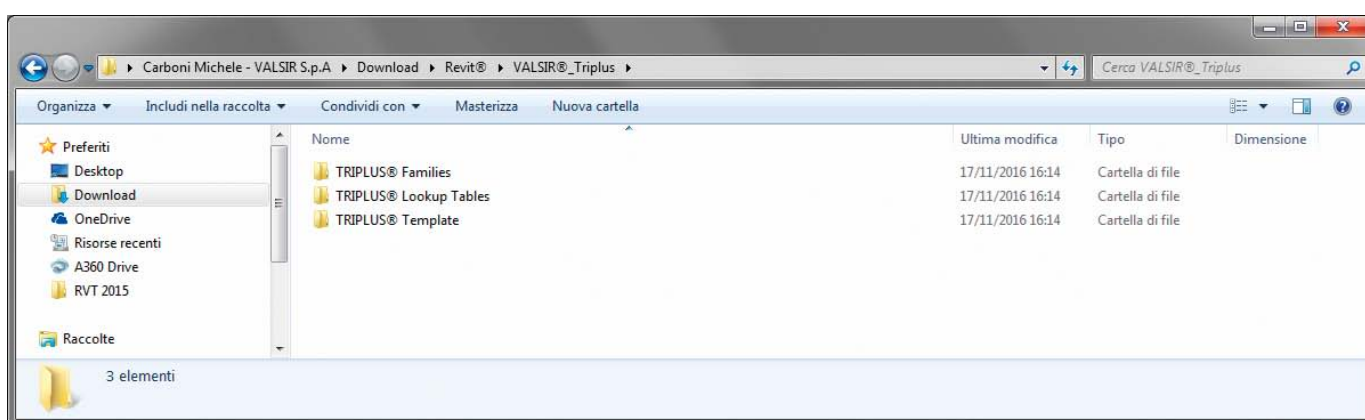 Carboni Michele - VALSIR S.p.A ▸ Download ▸ Revit® ▸ VALSIR®_Triplus ▸
Cerca VALSIR®_Triplus
Organizza Includi nella raccolta Condividi con Masterizza Nuova cartella
Preferiti
Desktop
Download
OneDrive
Risorse recenti
A360 Drive
RVT 2015
Raccolte
Nome Ultima modifica Tipo Dimensione
TRIPLUS® Families 17/11/2016 16:14 Cartella di file
TRIPLUS® Lookup Tables 17/11/2016 16:14 Cartella di file
TRIPLUS® Template 17/11/2016 16:14 Cartella di file
3 elementi